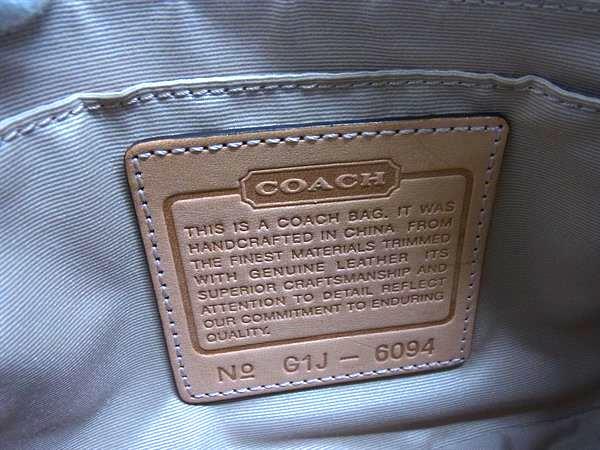 COACH
THIS IS A COACH BAG. IT WAS
HANDCRAFTED IN CHINA FROM
THE FINEST MATERIALS TRIMMED
WITH GENUINE LEATHER ITS
SUPERIOR CRAFTSMANSHIP AND
ATTENTION TO DETAIL REFLECT
OUR COMMITMENT TO ENDURING
QUALITY.
Nº G1J - 6094